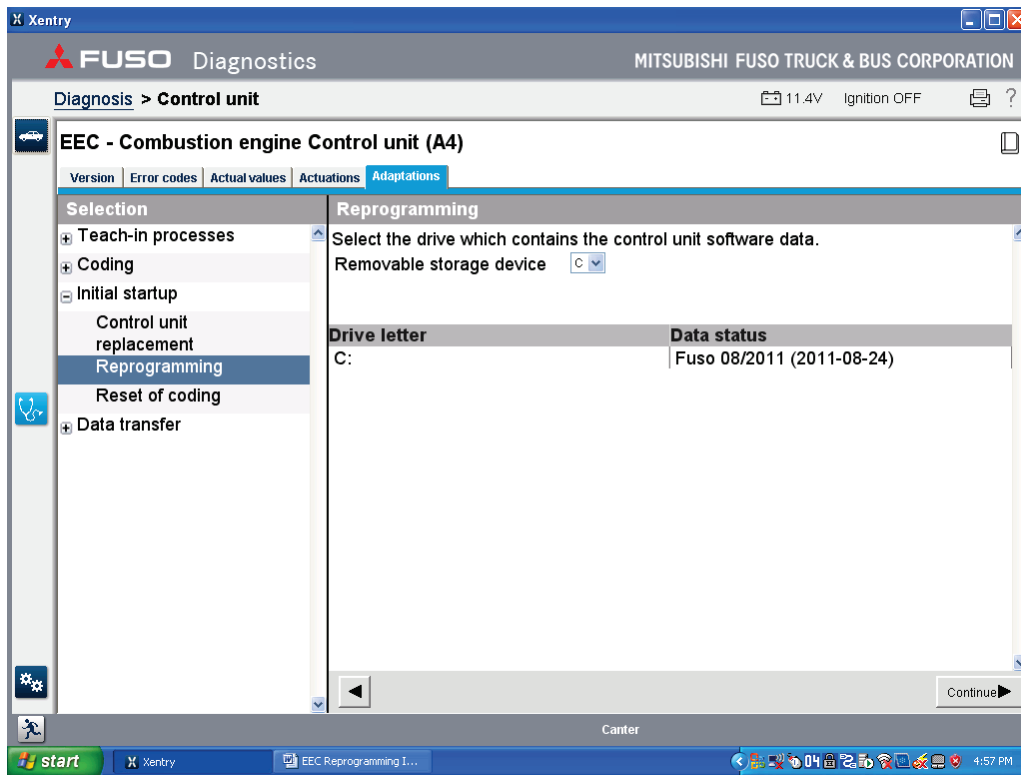 Xentry
FUSO Diagnostics
MITSUBISHI FUSO TRUCK & BUS CORPORATION
Diagnosis > Control unit
11.4V Ignition OFF
?
EEC - Combustion engine Control unit (A4)
Version Error codes Actual values Actuations Adaptations
Selection
Teach-in processes
Coding
Initial startup
Control unit
replacement
Reprogramming
Reset of coding
Data transfer
Reprogramming
Select the drive which contains the control unit software data.
Removable storage device C
Drive letter Data status
C: Fuso 08/2011 (2011-08-24)
Continue
Canter
start Xentry EEC Reprogramming I... 04 4:57 PM